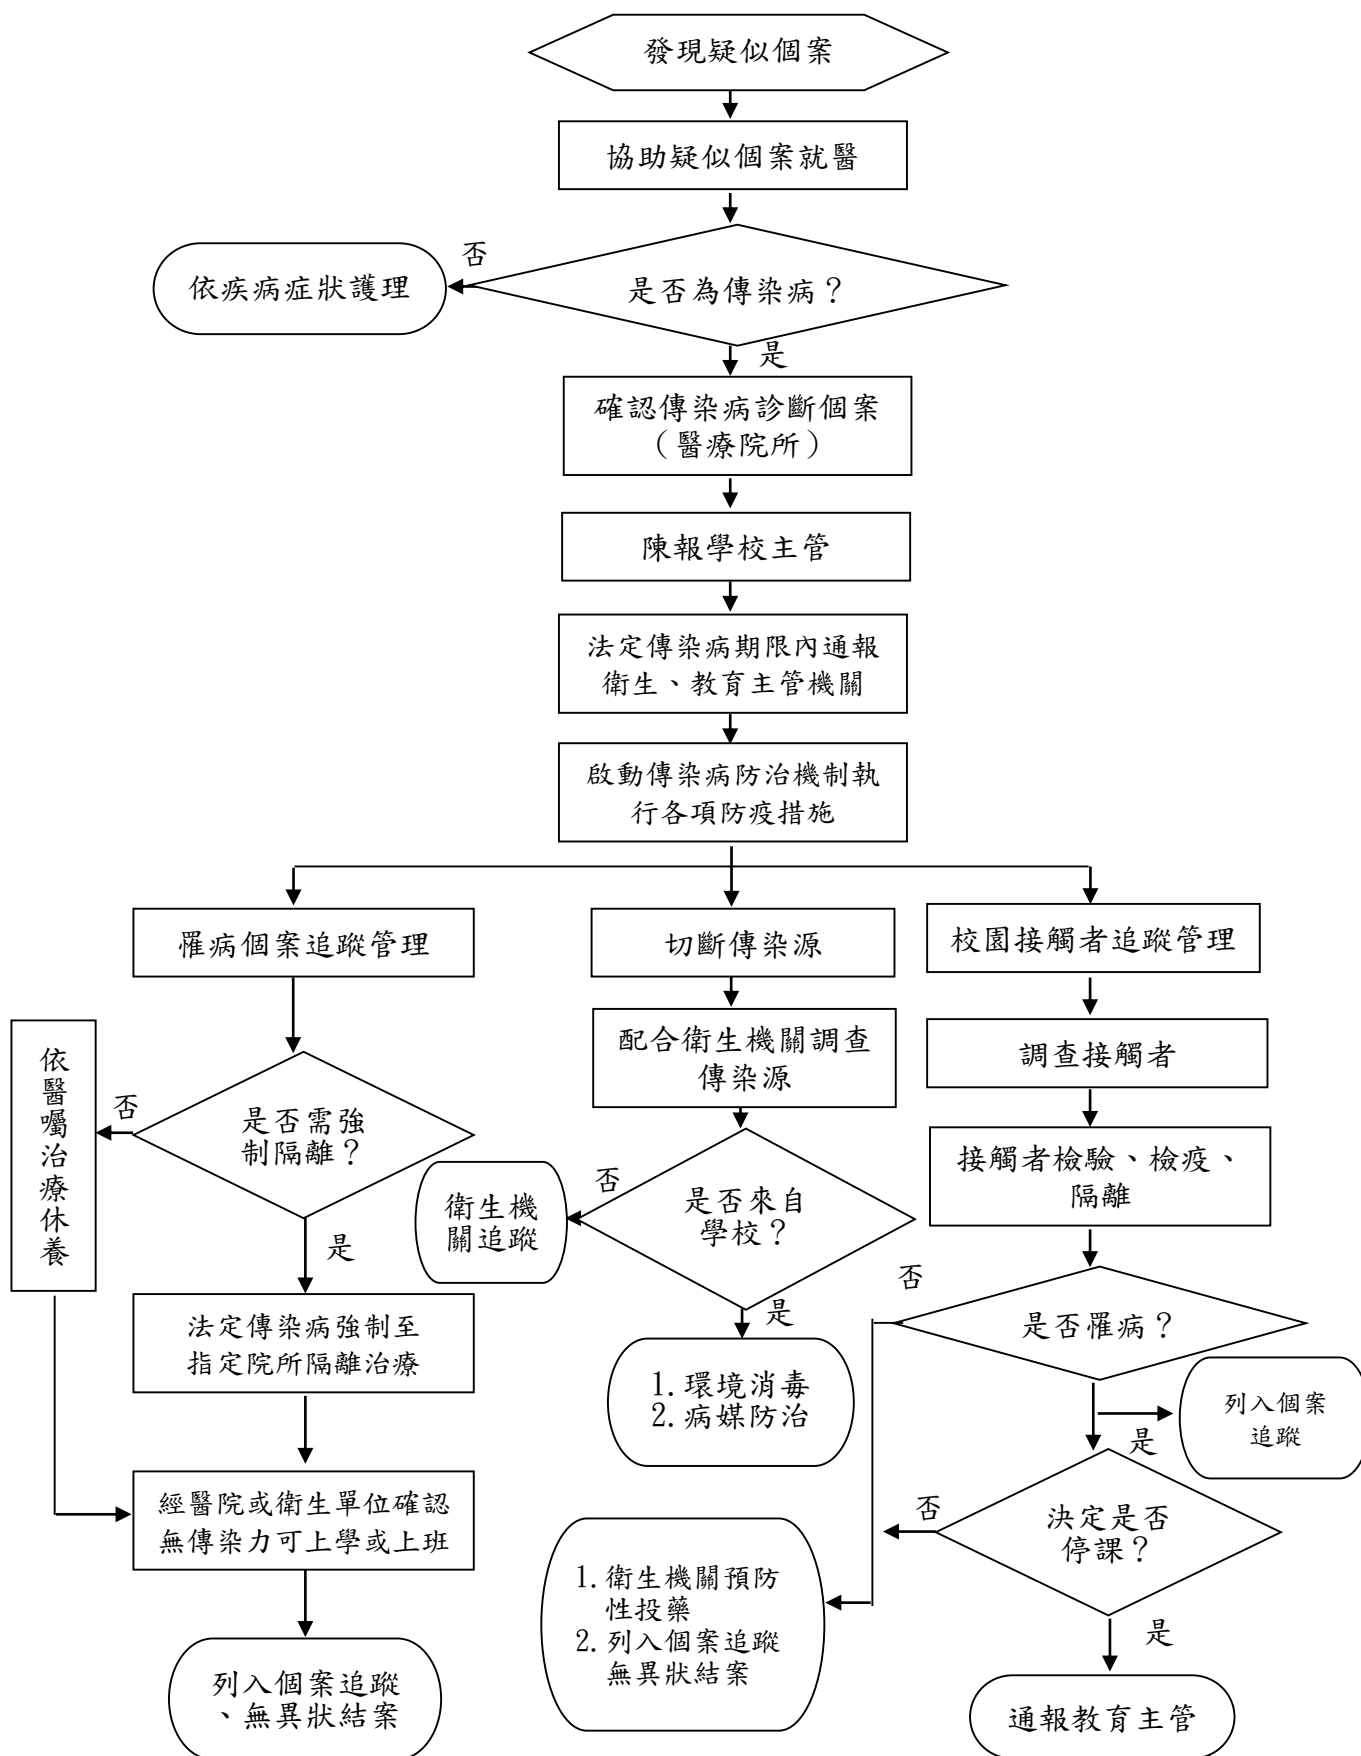 發現疑似個案
協助疑似個案就醫
否
依疾病症狀護理
是否為傳染病？
是
確認傳染病診斷個案
（醫療院所）
陳報學校主管
法定傳染病期限內通報
衛生、教育主管機關
啟動傳染病防治機制執
行各項防疫措施
罹病個案追蹤管理
切斷傳染源
校園接觸者追蹤管理
依醫囑治療休養
否
是否需強
制隔離？
是
法定傳染病強制至
指定院所隔離治療
經醫院或衛生單位確認
無傳染力可上學或上班
列入個案追蹤
、無異狀結案
配合衛生機關調查
傳染源
否
衛生機
關追蹤
是否來自
學校？
是
1. 環境消毒
2. 病媒防治
調查接觸者
接觸者檢驗、檢疫、
隔離
否
是否罹病？
列入個案
追蹤
是
否
決定是否
停課？
1. 衛生機關預防
性投藥
2. 列入個案追蹤
無異狀結案
是
通報教育主管